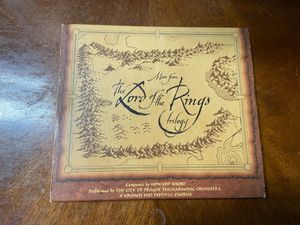 Music from
The Lord of the Rings
trilogy
Composed by HOWARD SHORE
Performed by THE CITY OF PRAGUE PHILHARMONIC ORCHESTRA
& CROUCH END FESTIVAL CHORUS